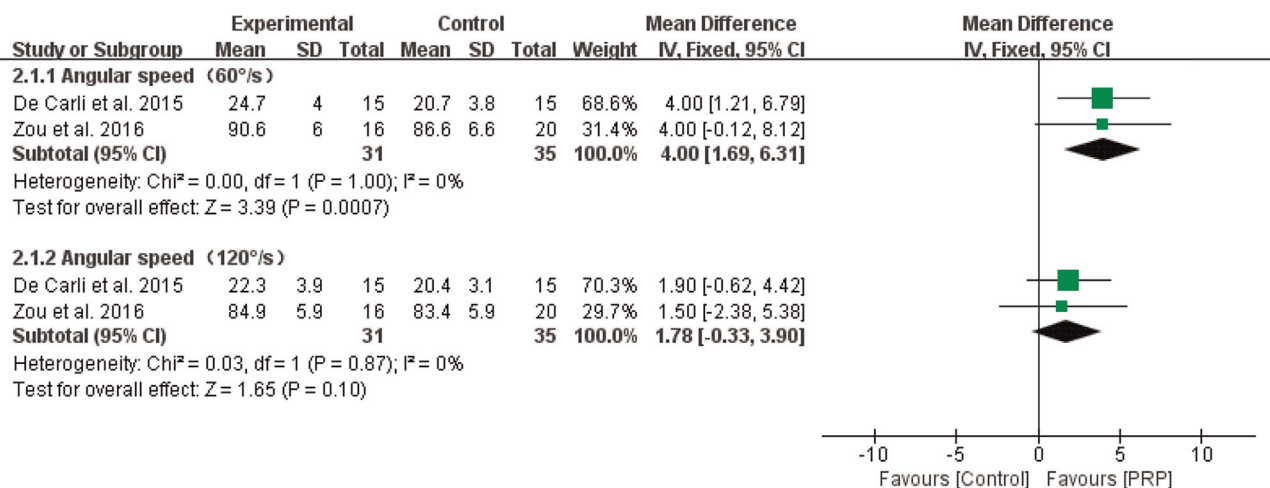 Experimental Control Mean Difference Mean Difference
Study or Subgroup Mean SD Total Mean SD Total Weight IV, Fixed, 95% CI IV, Fixed, 95% CI
2.1.1 Angular speed（60°/s）
De Carli et al. 2015 24.7 4 15 20.7 3.8 15 68.6% 4.00 [1.21, 6.79]
Zou et al. 2016 90.6 6 16 86.6 6.6 20 31.4% 4.00 [-0.12, 8.12]
Subtotal (95% CI) 31 35 100.0% 4.00 [1.69, 6.31]
Heterogeneity: Chi² = 0.00, df = 1 (P = 1.00); I² = 0%
Test for overall effect: Z = 3.39 (P = 0.0007)
2.1.2 Angular speed（120°/s）
De Carli et al. 2015 22.3 3.9 15 20.4 3.1 15 70.3% 1.90 [-0.62, 4.42]
Zou et al. 2016 84.9 5.9 16 83.4 5.9 20 29.7% 1.50 [-2.38, 5.38]
Subtotal (95% CI) 31 35 100.0% 1.78 [-0.33, 3.90]
Heterogeneity: Chi² = 0.03, df = 1 (P = 0.87); I² = 0%
Test for overall effect: Z = 1.65 (P = 0.10)
-10 -5 0 5 10
Favours [Control] Favours [PRP]